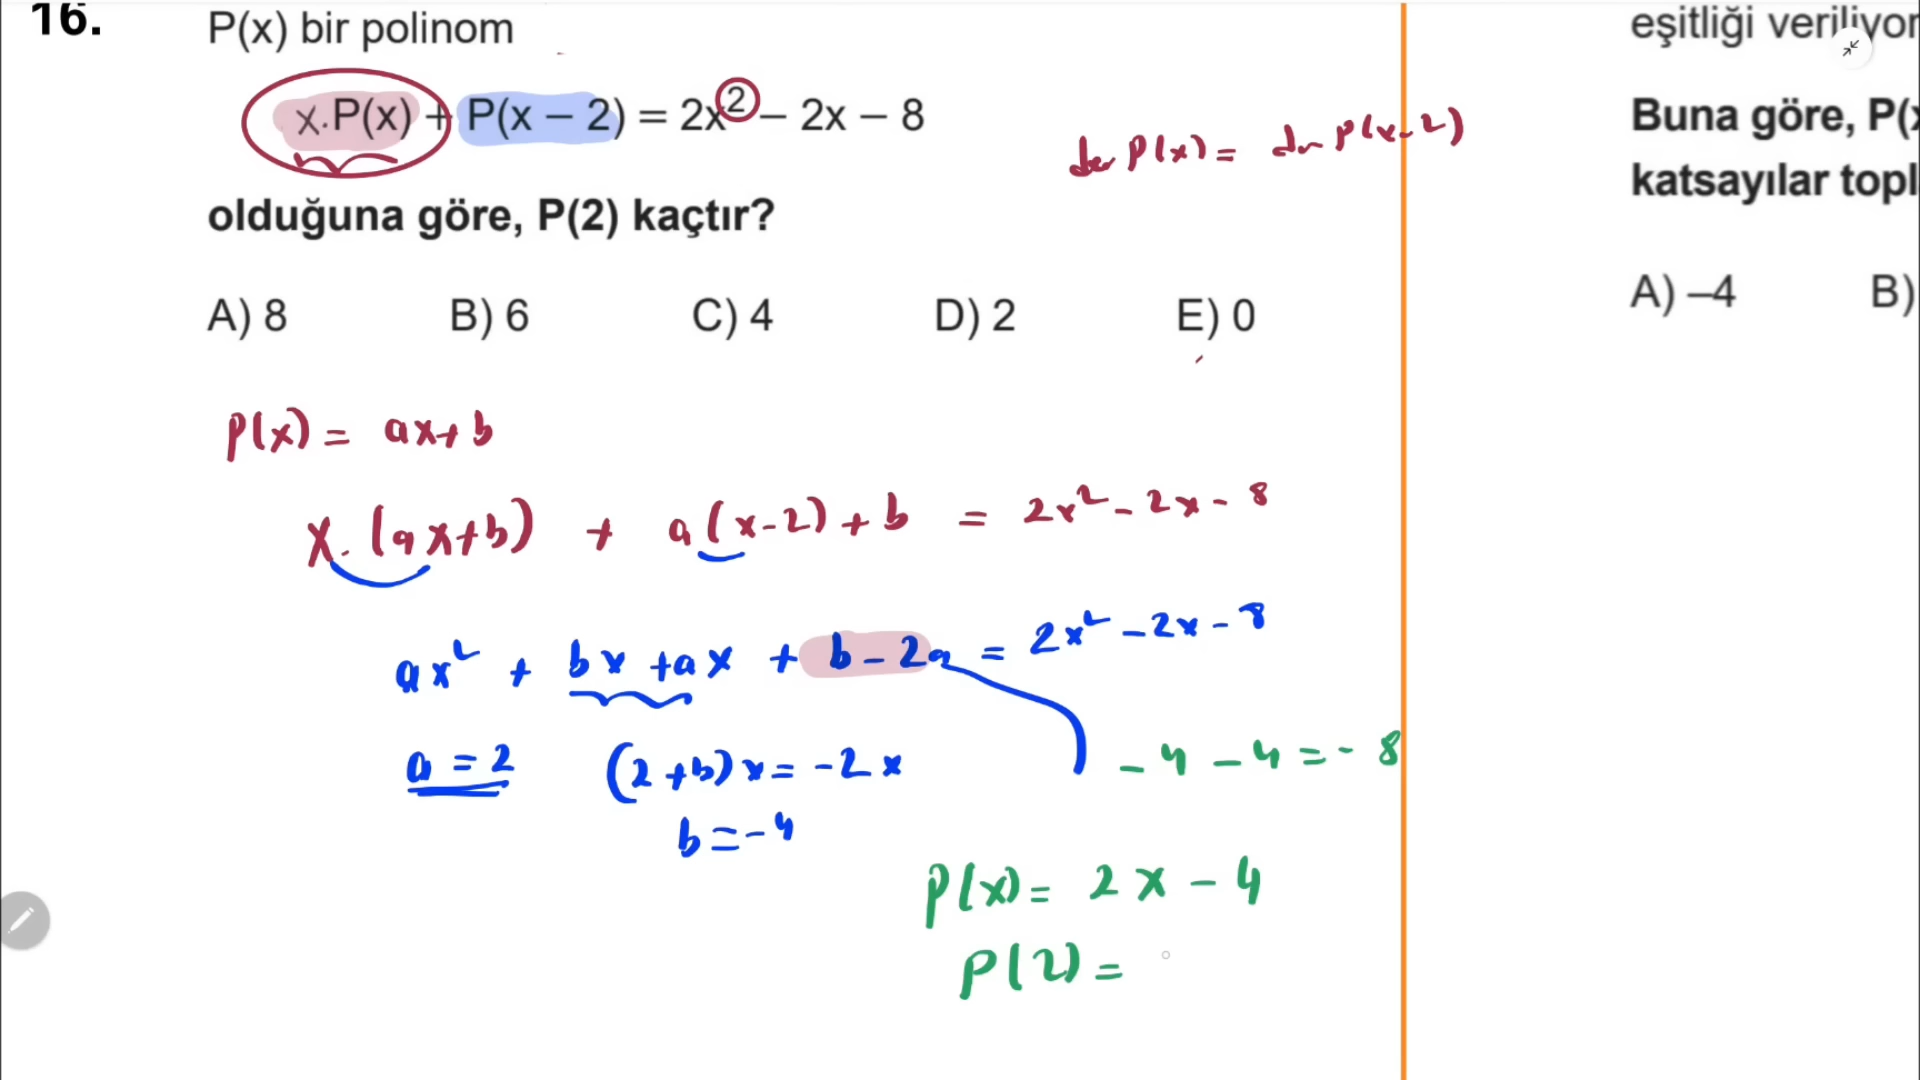 16.
P(x) bir polinom
x.P(x) + P(x – 2) = 2x² – 2x – 8
der P(x) = der P(x-2)
olduğuna göre, P(2) kaçtır?
A) 8 B) 6 C) 4 D) 2 E) 0
P(x) = ax+b
x.(ax+b) + a(x-2)+b = 2x²-2x-8
ax² + bx+ax + b-2a = 2x²-2x-8
a = 2 (2+b)x = -2x -4-4=-8
b=-4
P(x) = 2x-4
P(2) =
eşitliği veriliyor
Buna göre, P(x
katsayılar topl
A) –4 B)